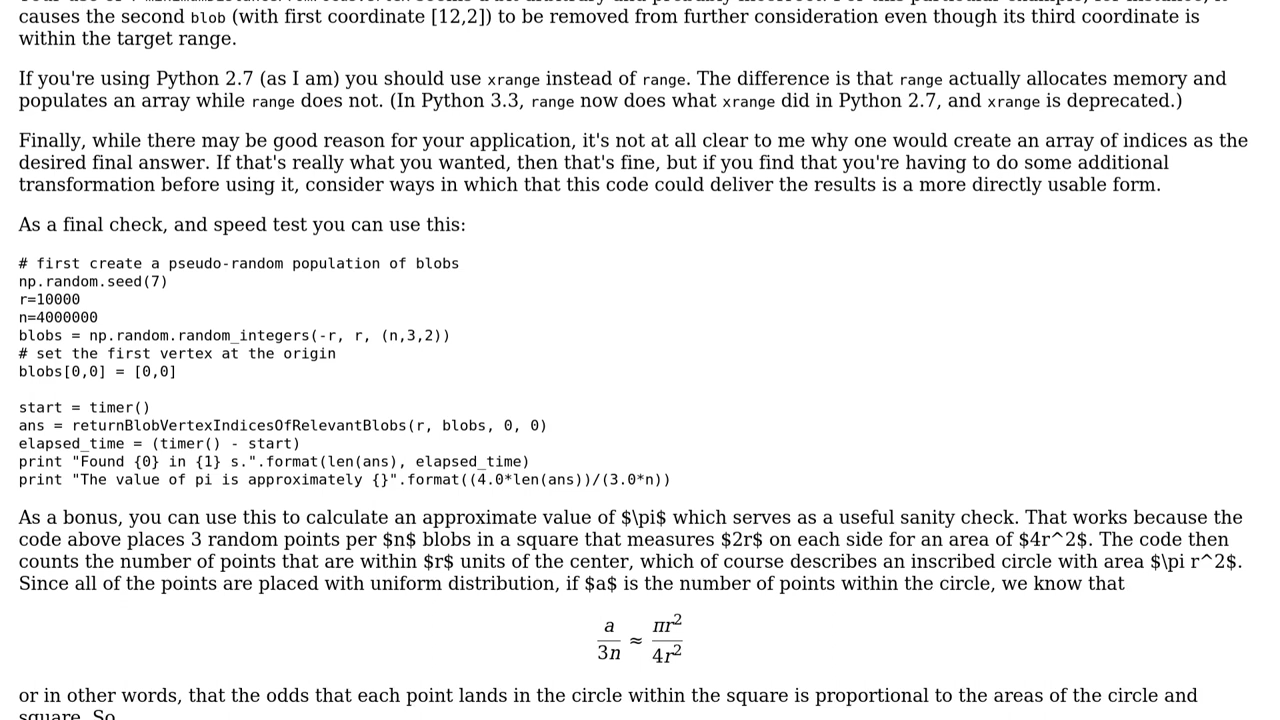 causes the second blob (with first coordinate [12,2]) to be removed from further consideration even though its third coordinate is
within the target range.
If you're using Python 2.7 (as I am) you should use xrange instead of range. The difference is that range actually allocates memory and
populates an array while range does not. (In Python 3.3, range now does what xrange did in Python 2.7, and xrange is deprecated.)
Finally, while there may be good reason for your application, it's not at all clear to me why one would create an array of indices as the
desired final answer. If that's really what you wanted, then that's fine, but if you find that you're having to do some additional
transformation before using it, consider ways in which that this code could deliver the results is a more directly usable form.
As a final check, and speed test you can use this:
# first create a pseudo-random population of blobs
np.random.seed(7)
r=10000
n=4000000
blobs = np.random.random_integers(-r, r, (n,3,2))
# set the first vertex at the origin
blobs[0,0] = [0,0]
start = timer()
ans = returnBlobVertexIndicesOfRelevantBlobs(r, blobs, 0, 0)
elapsed_time = (timer() - start)
print "Found {0} in {1} s.".format(len(ans), elapsed_time)
print "The value of pi is approximately {}".format((4.0*len(ans))/(3.0*n))
As a bonus, you can use this to calculate an approximate value of $\pi$ which serves as a useful sanity check. That works because the
code above places 3 random points per $n$ blobs in a square that measures $2r$ on each side for an area of $4r^2$. The code then
counts the number of points that are within $r$ units of the center, which of course describes an inscribed circle with area $\pi r^2$.
Since all of the points are placed with uniform distribution, if $a$ is the number of points within the circle, we know that
a/3n ≈ πr²/4r²
or in other words, that the odds that each point lands in the circle within the square is proportional to the areas of the circle and
square. So